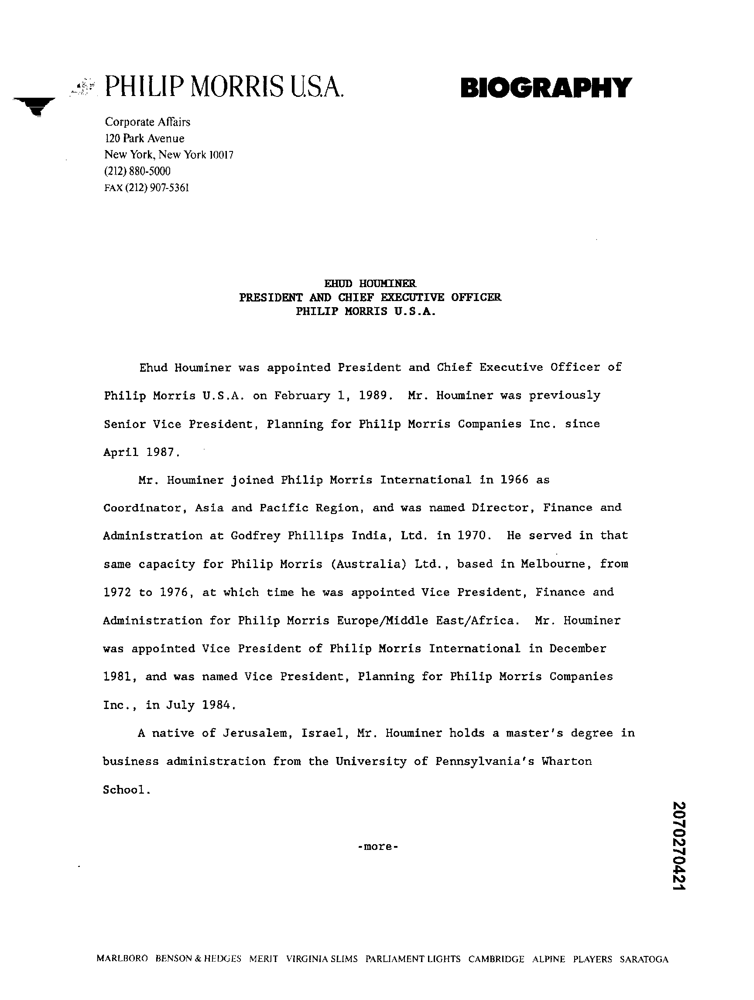 PHILIP MORRIS U.S.A.
BIOGRAPHY
Corporate Affairs
120 Park Avenue
New York, New York 10017
(212) 880-5000
FAX (212) 907-5361
EHUD HOUMINER
PRESIDENT AND CHIEF EXECUTIVE OFFICER
PHILIP MORRIS U.S.A.
Ehud Houminer was appointed President and Chief Executive Officer of
Philip Morris U.S.A. on February 1, 1989. Mr. Houminer was previously
Senior Vice President, Planning for Philip Morris Companies Inc. since
April 1987.
Mr. Houminer joined Philip Morris International in 1966 as
Coordinator, Asia and Pacific Region, and was named Director, Finance and
Administration at Godfrey Phillips India, Ltd. in 1970. He served in that
same capacity for Philip Morris (Australia) Ltd., based in Melbourne, from
1972 to 1976, at which time he was appointed Vice President, Finance and
Administration for Philip Morris Europe/Middle East/Africa. Mr. Houminer
was appointed Vice President of Philip Morris International in December
1981, and was named Vice President, Planning for Philip Morris Companies
Inc., in July 1984.
A native of Jerusalem, Israel, Mr. Houminer holds a master's degree in
business administration from the University of Pennsylvania's Wharton
School.
-more-
2070270421
MARLBORO BENSON & HEDGES MERIT VIRGINIA SLIMS PARLIAMENT LIGHTS CAMBRIDGE ALPINE PLAYERS SARATOGA